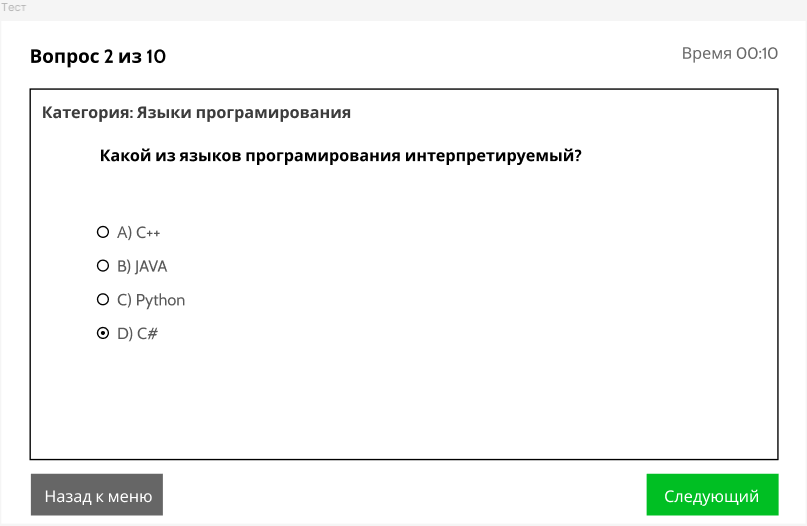 Тест
Вопрос 2 из 10
Время 00:10
Категория: Языки програмирования
Какой из языков програмирования интерпретируемый?
A) C++
B) JAVA
C) Python
D) C#
Назад к меню
Следующий